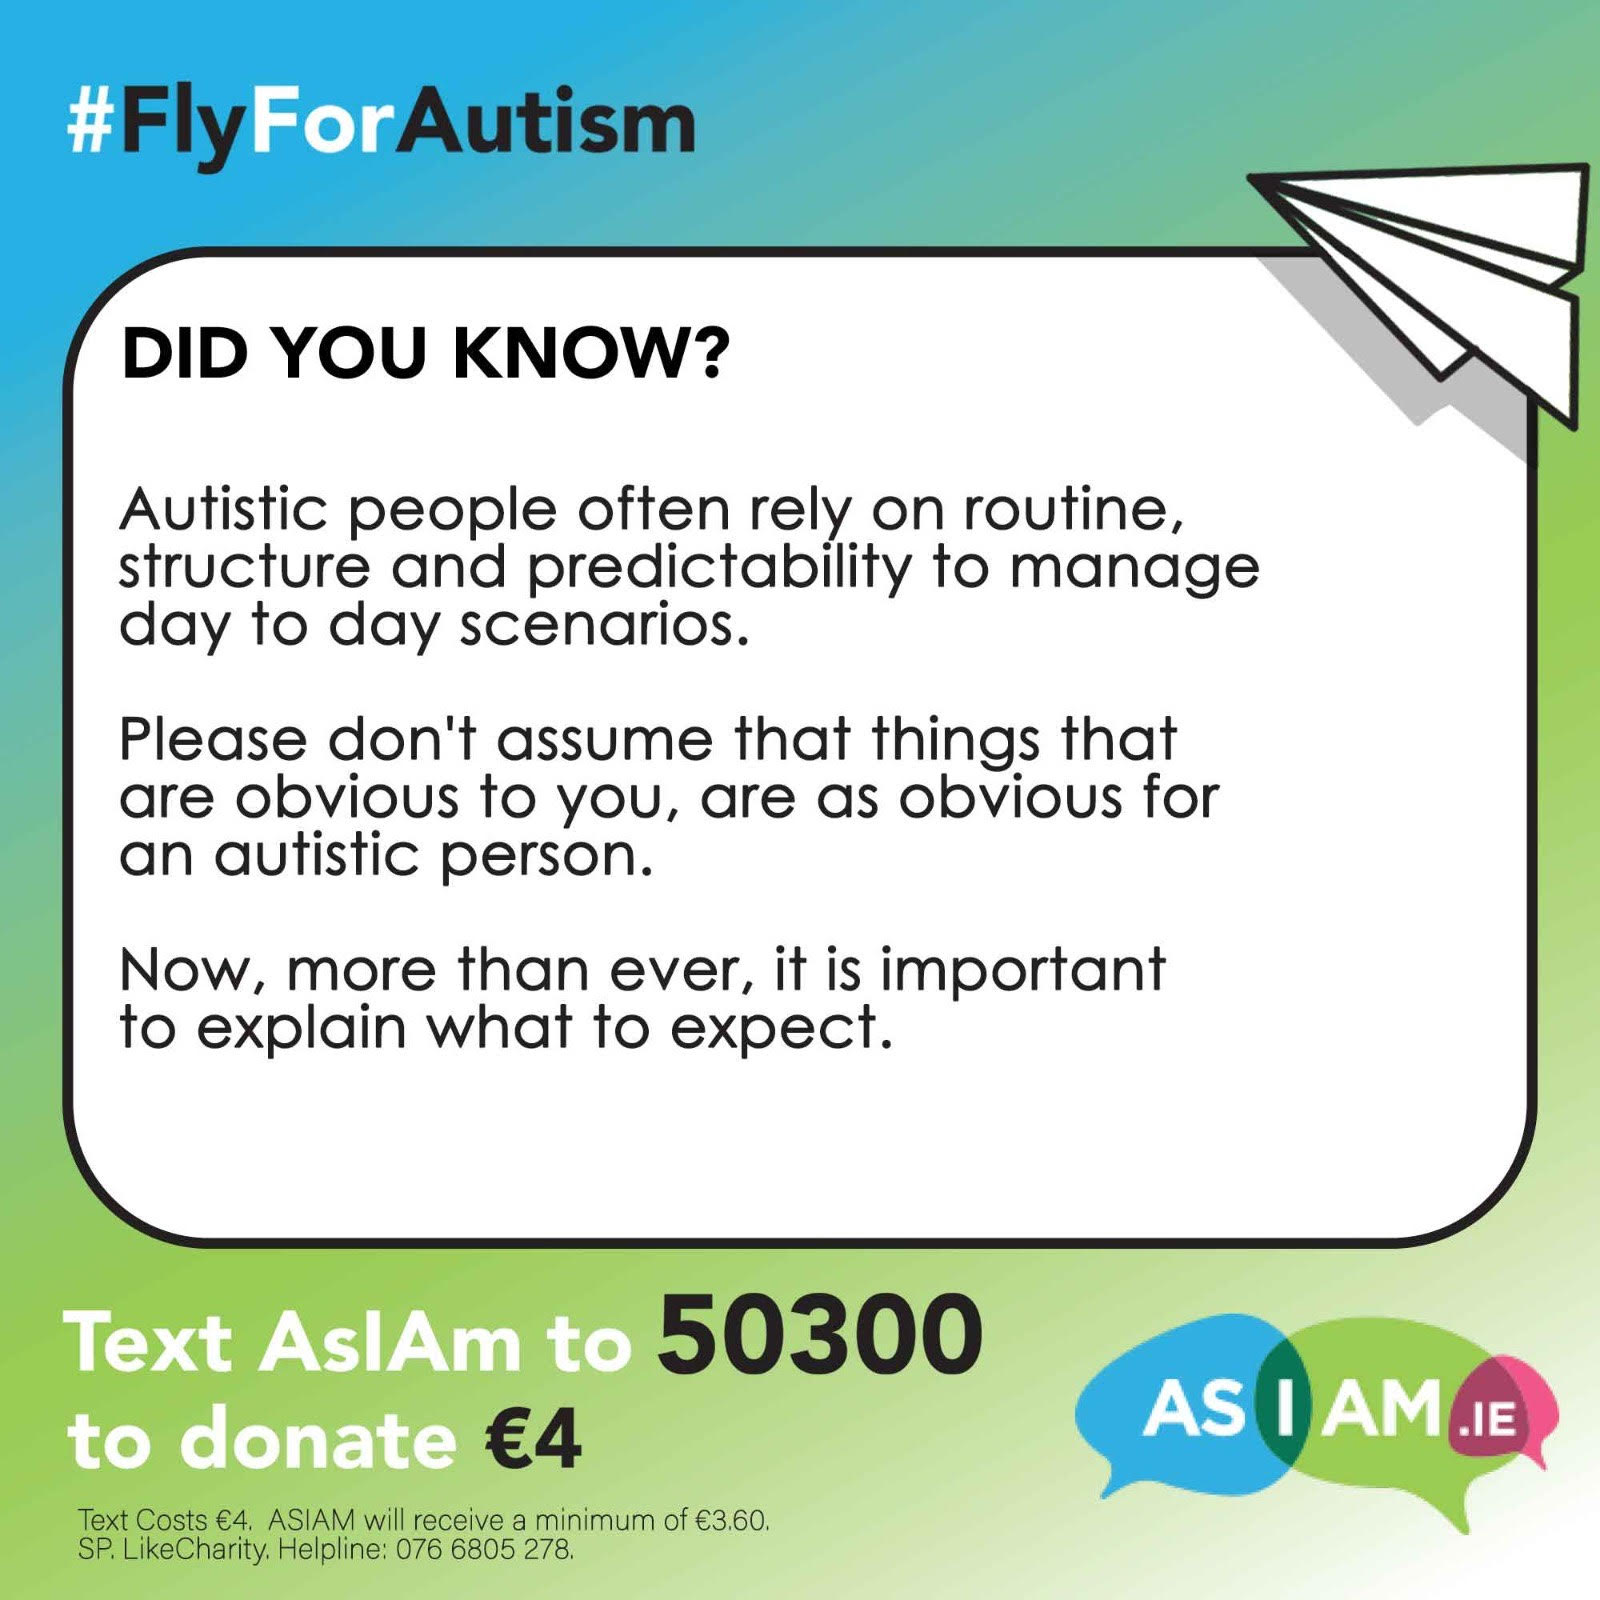 #FlyForAutism
DID YOU KNOW?
Autistic people often rely on routine,
structure and predictability to manage
day to day scenarios.
Please don't assume that things that
are obvious to you, are as obvious for
an autistic person.
Now, more than ever, it is important
to explain what to expect.
Text AsIAm to 50300
to donate €4
Text Costs €4. ASIAM will receive a minimum of €3.60.
SP. LikeCharity. Helpline: 076 6805 278.
AS I AM.IE